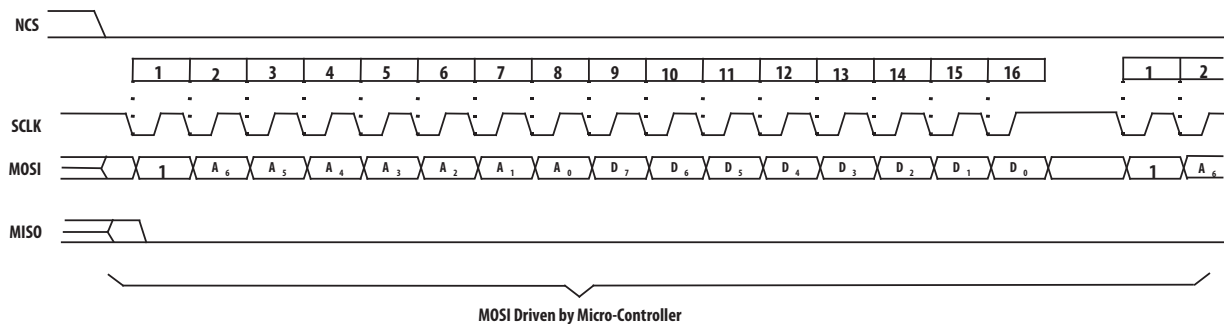 NCS
1 2 3 4 5 6 7 8 9 10 11 12 13 14 15 16 1 2
SCLK
MOSI 1 A6 A5 A4 A3 A2 A1 A0 D7 D6 D5 D4 D3 D2 D1 D0 1 A6
MISO
MOSI Driven by Micro-Controller